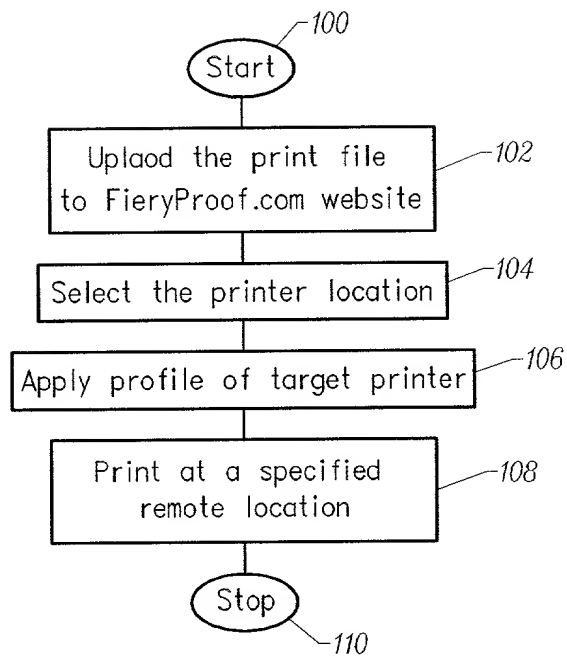 100
Start
Uplaod the print file
to FieryProof.com website
102
Select the printer location
104
Apply profile of target printer
106
Print at a specified
remote location
108
Stop
110